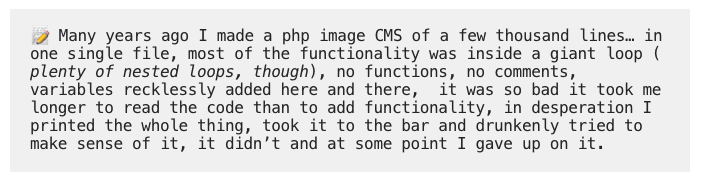 📝 Many years ago I made a php image CMS of a few thousand lines… in
one single file, most of the functionality was inside a giant loop (
plenty of nested loops, though), no functions, no comments,
variables recklessly added here and there,  it was so bad it took me
longer to read the code than to add functionality, in desperation I
printed the whole thing, took it to the bar and drunkenly tried to
make sense of it, it didn’t and at some point I gave up on it.